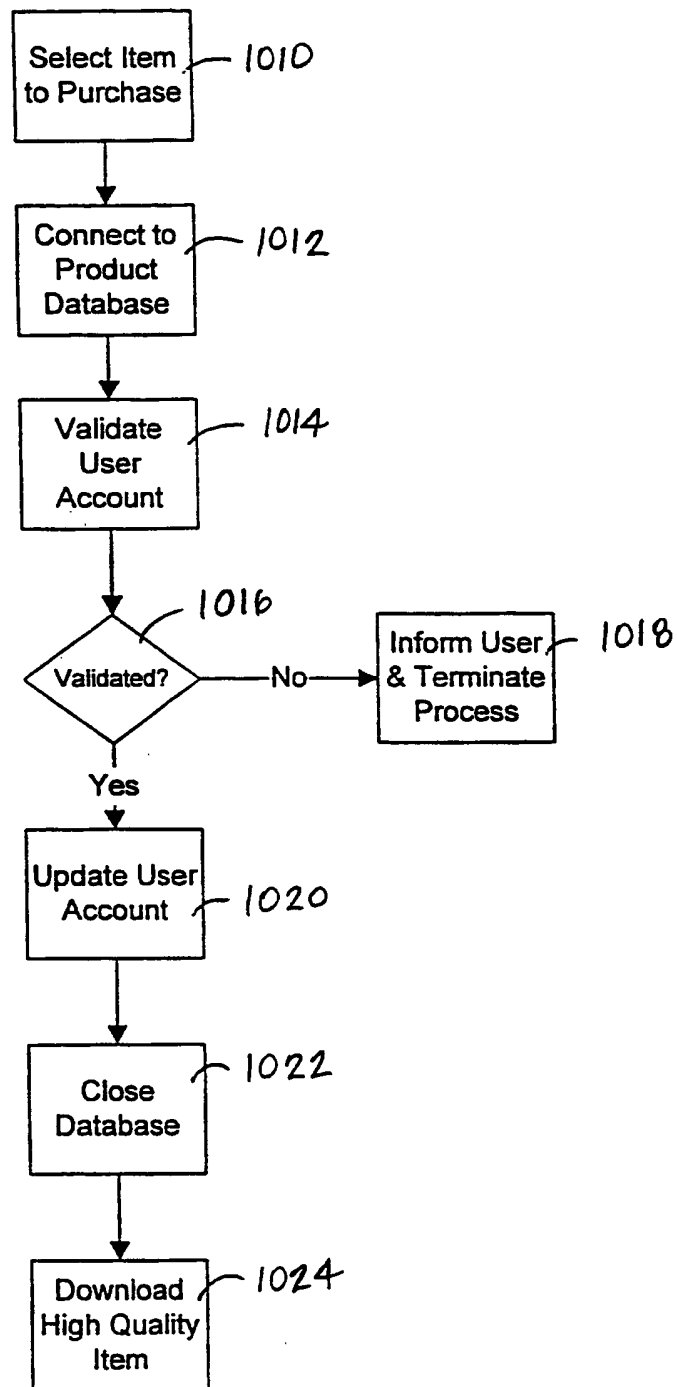 Select Item
to Purchase
1010
Connect to
Product
Database
1012
Validate
User
Account
1014
Validated?
1016
No
Inform User
& Terminate
Process
1018
Yes
Update User
Account
1020
Close
Database
1022
Download
High Quality
Item
1024